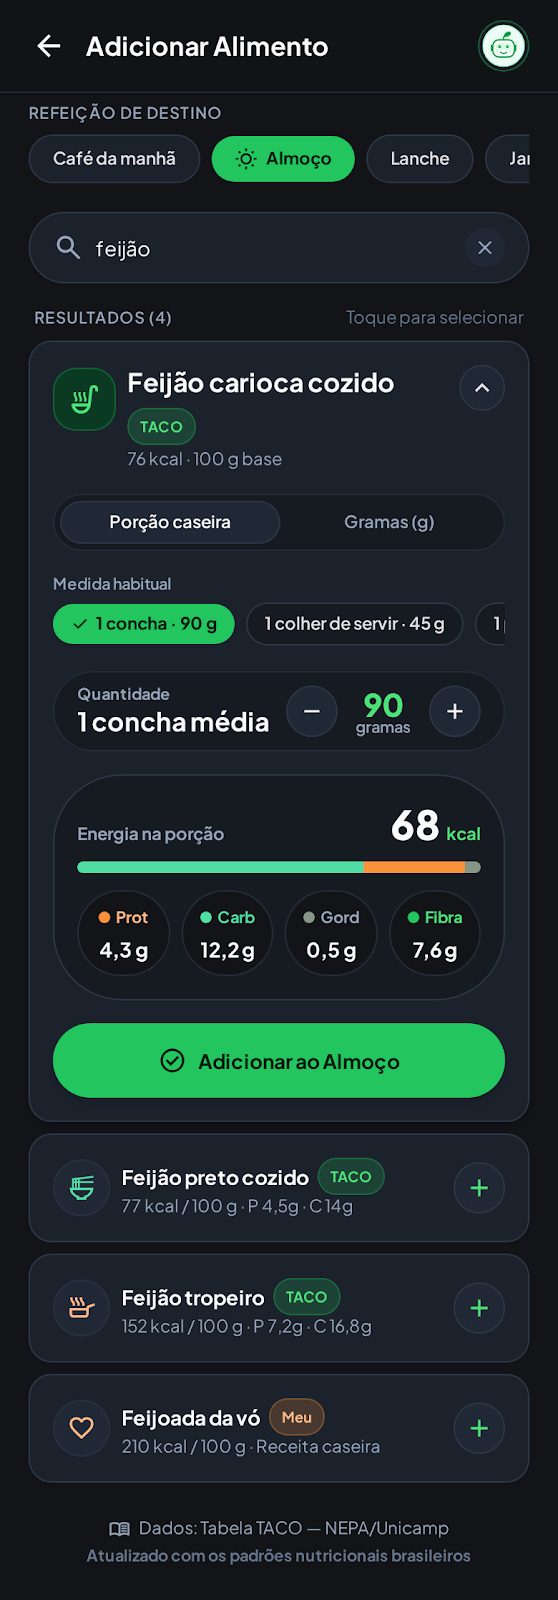 Adicionar Alimento
REFEIÇÃO DE DESTINO
Café da manhã
Almoço
Lanche
Jan
feijão
RESULTADOS (4)
Toque para selecionar
Feijão carioca cozido
TACO
76 kcal · 100 g base
Porção caseira
Gramas (g)
Medida habitual
1 concha · 90 g
1 colher de servir · 45 g
1
Quantidade
1 concha média
90
gramas
Energia na porção
68 kcal
Prot
4,3 g
Carb
12,2 g
Gord
0,5 g
Fibra
7,6 g
Adicionar ao Almoço
Feijão preto cozido TACO
77 kcal / 100 g · P 4,5g · C 14g
Feijão tropeiro TACO
152 kcal / 100 g · P 7,2g · C 16,8g
Feijoada da vó Meu
210 kcal / 100 g · Receita caseira
Dados: Tabela TACO — NEPA/Unicamp
Atualizado com os padrões nutricionais brasileiros